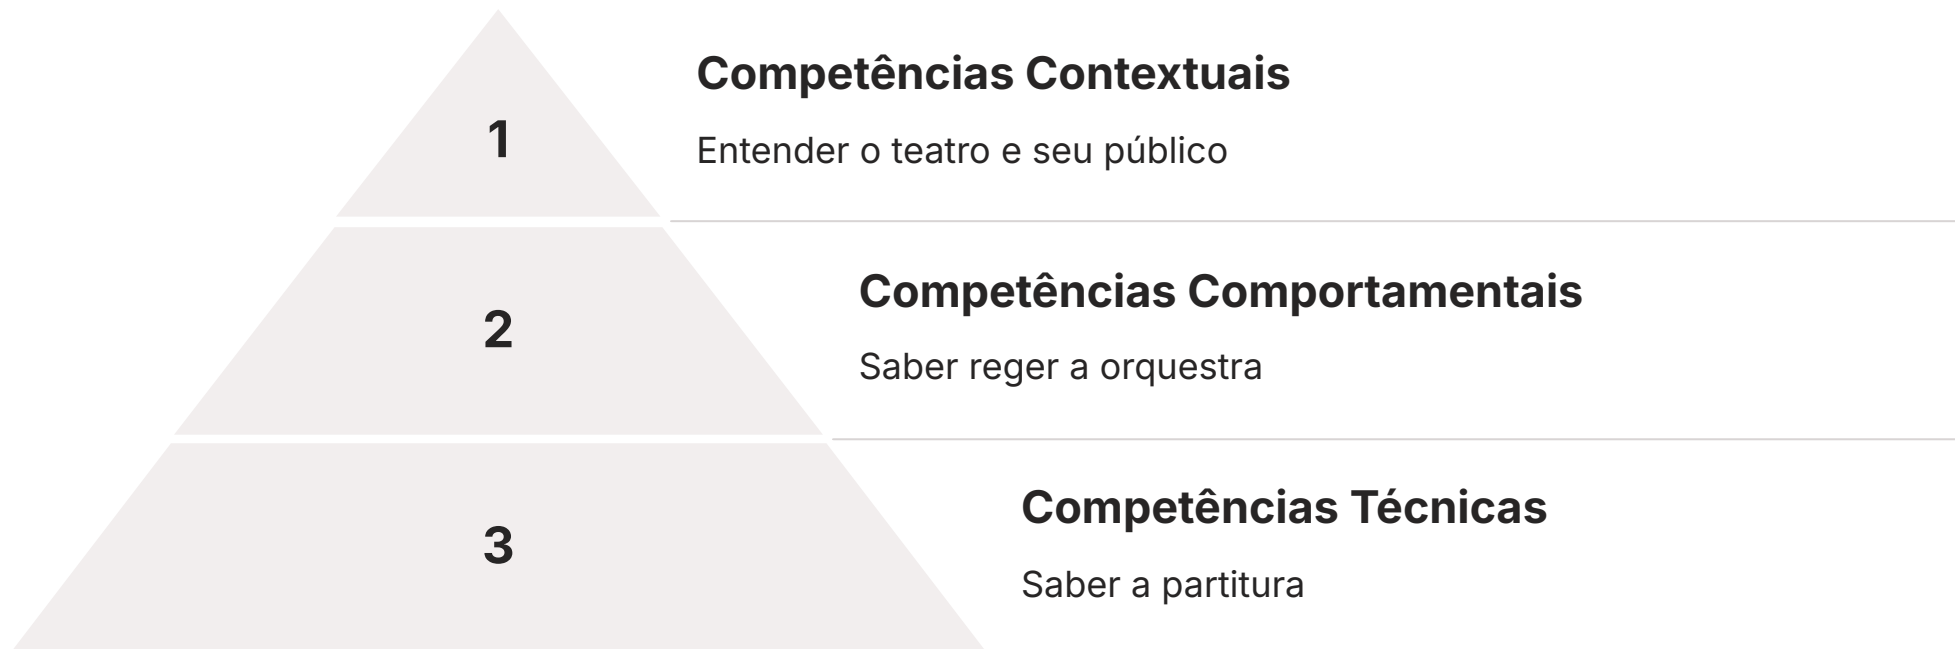 1
Competências Contextuais
Entender o teatro e seu público
2
Competências Comportamentais
Saber reger a orquestra
3
Competências Técnicas
Saber a partitura